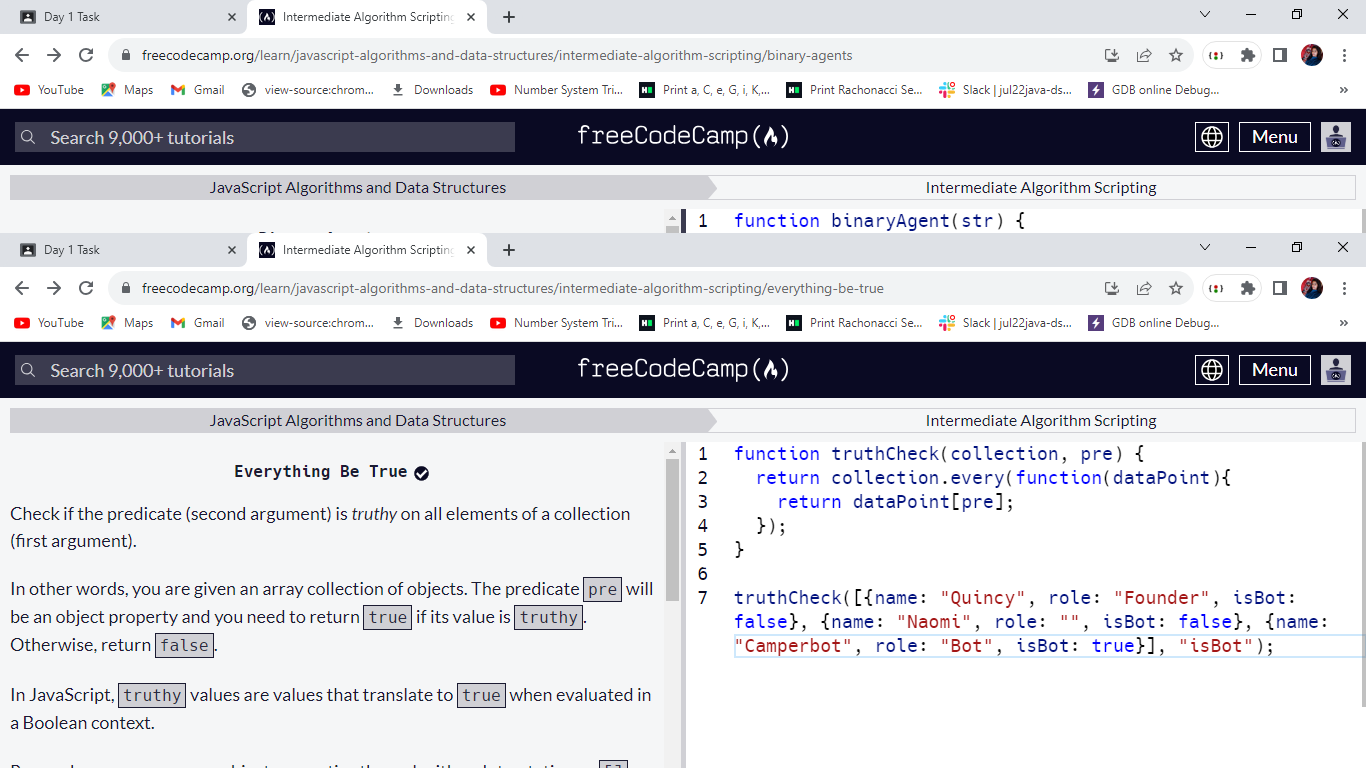 Day 1 Task
Intermediate Algorithm Scripting
freecodecamp.org/learn/javascript-algorithms-and-data-structures/intermediate-algorithm-scripting/binary-agents
YouTube Maps Gmail view-source:chrom... Downloads Number System Tri... Print a, C, e, G, i, K,... Print Rachonacci Se... Slack | jul22java-ds... GDB online Debug... »
Search 9,000+ tutorials freeCodeCamp Menu
JavaScript Algorithms and Data Structures Intermediate Algorithm Scripting
1 function binaryAgent(str) {
Day 1 Task
Intermediate Algorithm Scripting
freecodecamp.org/learn/javascript-algorithms-and-data-structures/intermediate-algorithm-scripting/everything-be-true
YouTube Maps Gmail view-source:chrom... Downloads Number System Tri... Print a, C, e, G, i, K,... Print Rachonacci Se... Slack | jul22java-ds... GDB online Debug... »
Search 9,000+ tutorials freeCodeCamp Menu
JavaScript Algorithms and Data Structures Intermediate Algorithm Scripting
Everything Be True
Check if the predicate (second argument) is truthy on all elements of a collection
(first argument).
In other words, you are given an array collection of objects. The predicate pre will
be an object property and you need to return true if its value is truthy.
Otherwise, return false.
In JavaScript, truthy values are values that translate to true when evaluated in
a Boolean context.
1 function truthCheck(collection, pre) {
2 return collection.every(function(dataPoint){
3 return dataPoint[pre];
4 });
5 }
6
7 truthCheck([{name: "Quincy", role: "Founder", isBot:
false}, {name: "Naomi", role: "", isBot: false}, {name:
"Camperbot", role: "Bot", isBot: true}], "isBot");